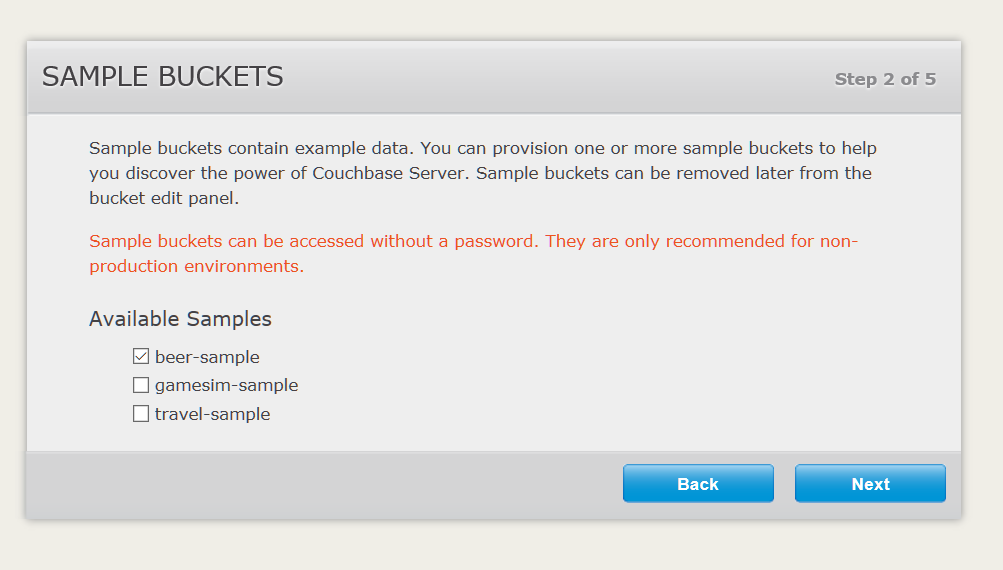 SAMPLE BUCKETS
Step 2 of 5
Sample buckets contain example data. You can provision one or more sample buckets to help
you discover the power of Couchbase Server. Sample buckets can be removed later from the
bucket edit panel.
Sample buckets can be accessed without a password. They are only recommended for non-
production environments.
Available Samples
beer-sample
gamesim-sample
travel-sample
Back
Next